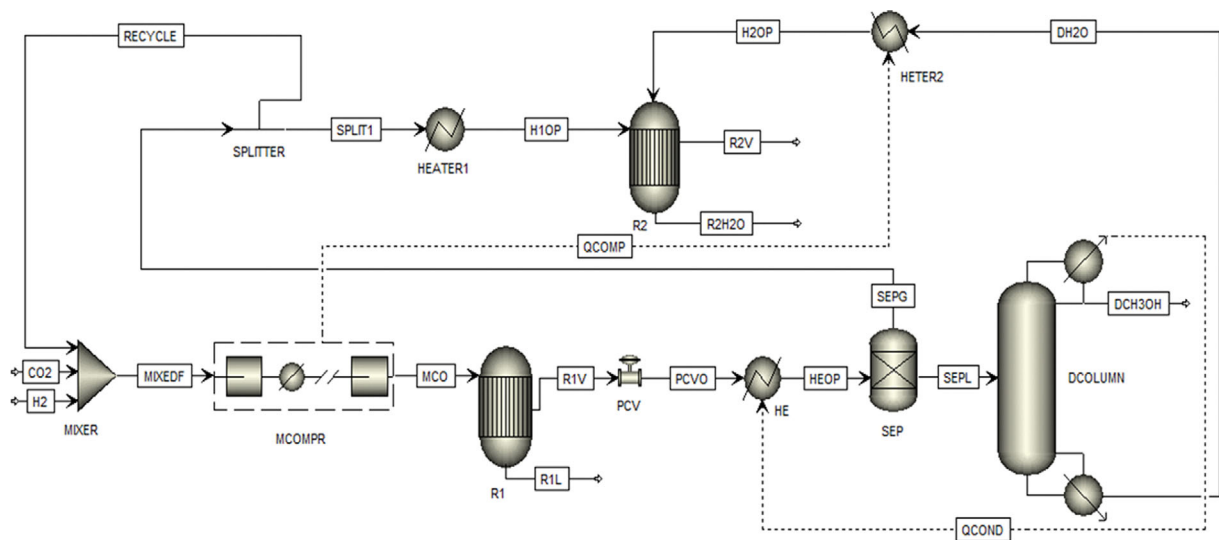 RECYCLE
H2OP
DH2O
HETER2
SPLIT1
H1OP
SPLITTER
HEATER1
R2V
R2
R2H2O
QCOMP
SEPG
DCH3OH
CO2
H2
MIXER
MIXEDF
MCOMPR
MCO
R1
R1V
R1L
PCV
PCVO
HE
HEOP
SEP
SEPL
DCOLUMN
QCOND